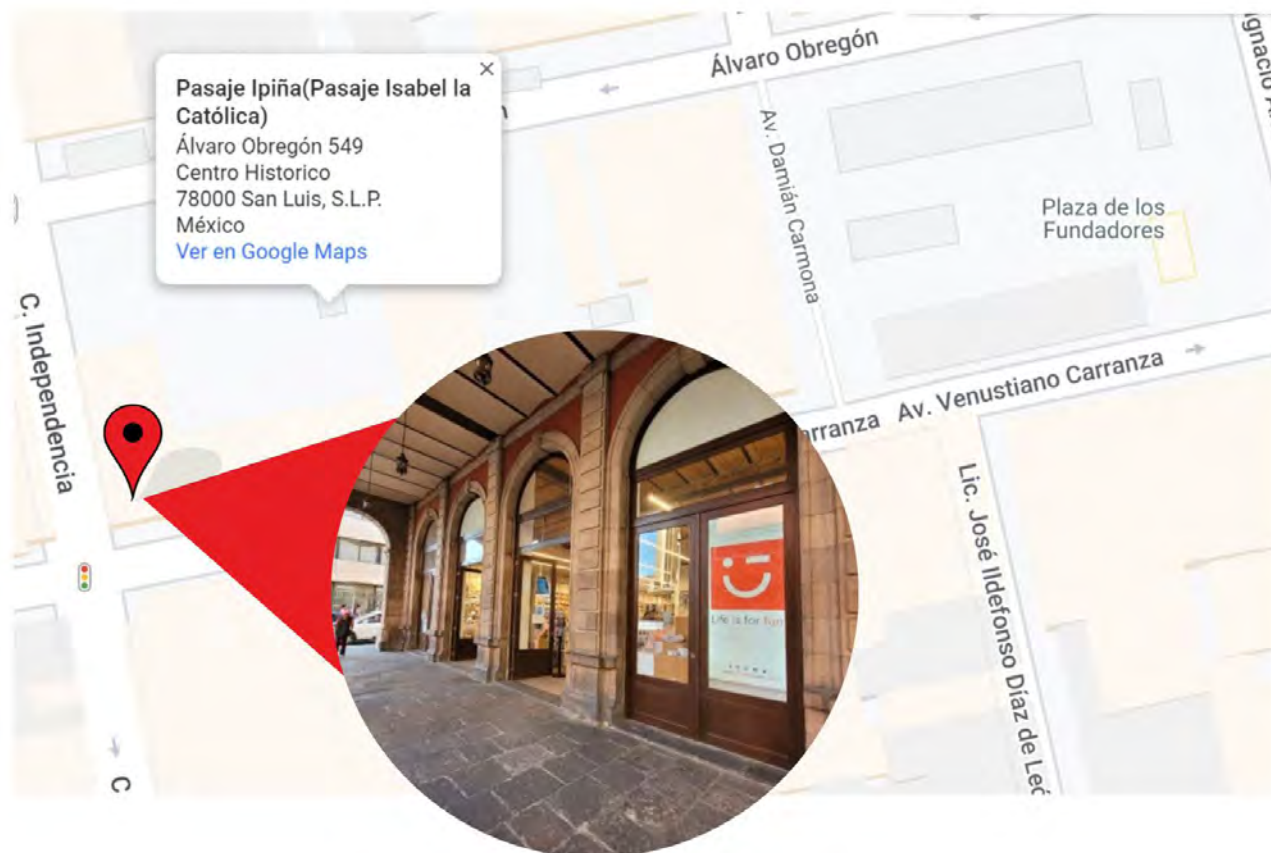 Álvaro Obregón
Ignacio A
Pasaje Ipiña(Pasaje Isabel la
Católica)
Álvaro Obregón 549
Centro Historico
78000 San Luis, S.L.P.
México
Ver en Google Maps
Av. Damián Carmona
Plaza de los
Fundadores
C. Independencia
Av. Venustiano Carranza
arranza
Lic. José Ildefonso Díaz de Leó
Life is for fun
C